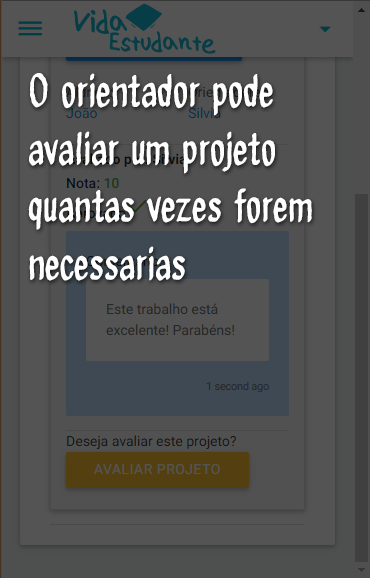 Vida
Estudante
O orientador pode
João
Silvia
avaliar um projeto
Nota: 10
quantas vezes forem
necessarias
Este trabalho está
excelente! Parabéns!
1 second ago
Deseja avaliar este projeto?
AVALIAR PROJETO